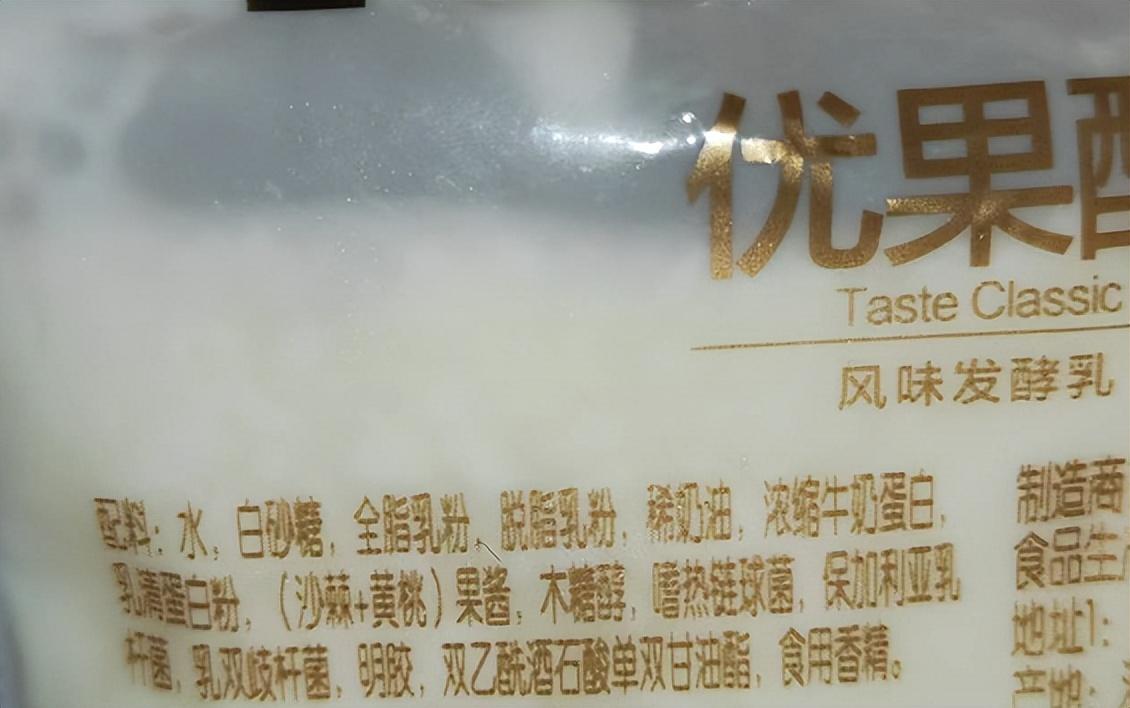 优果酪
Taste Classic
风味发酵乳
配料：水，白砂糖，全脂乳粉，脱脂乳粉，稀奶油，浓缩牛奶蛋白，
乳清蛋白粉，（沙蒜+黄桃）果酱，木糖醇，嗜热链球菌，保加利亚乳
杆菌，乳双岐杆菌，明胶，双乙酰酒石酸单双甘油酯，食用香精。
制造商
食品生
地址1：
产地：